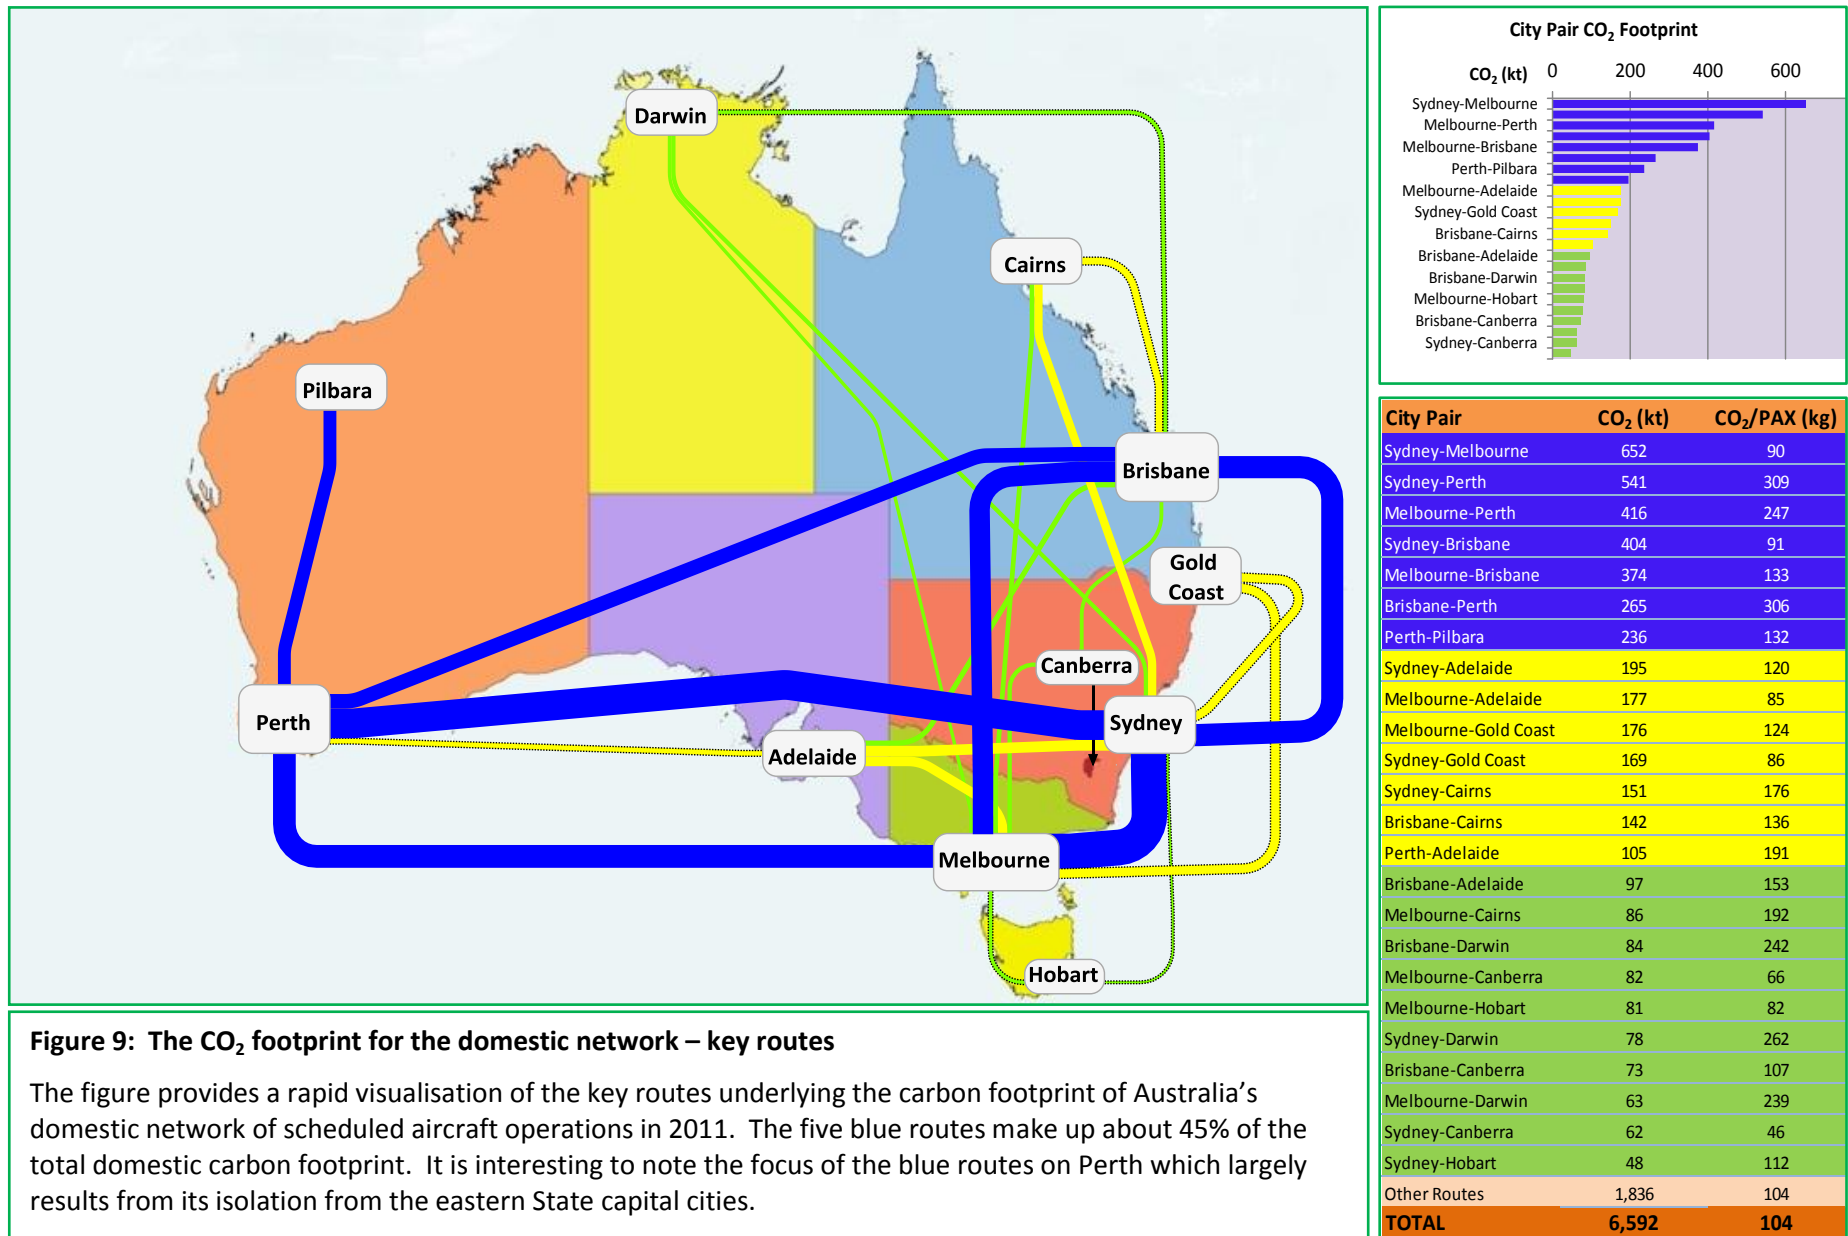 Darwin
Cairns
Pilbara
Brisbane
Gold
Coast
Canberra
Perth
Sydney
Adelaide
Melbourne
Hobart
City Pair CO2 Footprint
CO2 (kt) 0 200 400 600
Sydney-Melbourne
Melbourne-Perth
Melbourne-Brisbane
Perth-Pilbara
Melbourne-Adelaide
Sydney-Gold Coast
Brisbane-Cairns
Brisbane-Adelaide
Brisbane-Darwin
Melbourne-Hobart
Brisbane-Canberra
Sydney-Canberra
City Pair CO2 (kt) CO2/PAX (kg)
Sydney-Melbourne 652 90
Sydney-Perth 541 309
Melbourne-Perth 416 247
Sydney-Brisbane 404 91
Melbourne-Brisbane 374 133
Brisbane-Perth 265 306
Perth-Pilbara 236 132
Sydney-Adelaide 195 120
Melbourne-Adelaide 177 85
Melbourne-Gold Coast 176 124
Sydney-Gold Coast 169 86
Sydney-Cairns 151 176
Brisbane-Cairns 142 136
Perth-Adelaide 105 191
Brisbane-Adelaide 97 153
Melbourne-Cairns 86 192
Brisbane-Darwin 84 242
Melbourne-Canberra 82 66
Melbourne-Hobart 81 82
Sydney-Darwin 78 262
Brisbane-Canberra 73 107
Melbourne-Darwin 63 239
Sydney-Canberra 62 46
Sydney-Hobart 48 112
Other Routes 1,836 104
TOTAL 6,592 104
Figure 9: The CO2 footprint for the domestic network – key routes
The figure provides a rapid visualisation of the key routes underlying the carbon footprint of Australia's
domestic network of scheduled aircraft operations in 2011. The five blue routes make up about 45% of the
total domestic carbon footprint. It is interesting to note the focus of the blue routes on Perth which largely
results from its isolation from the eastern State capital cities.